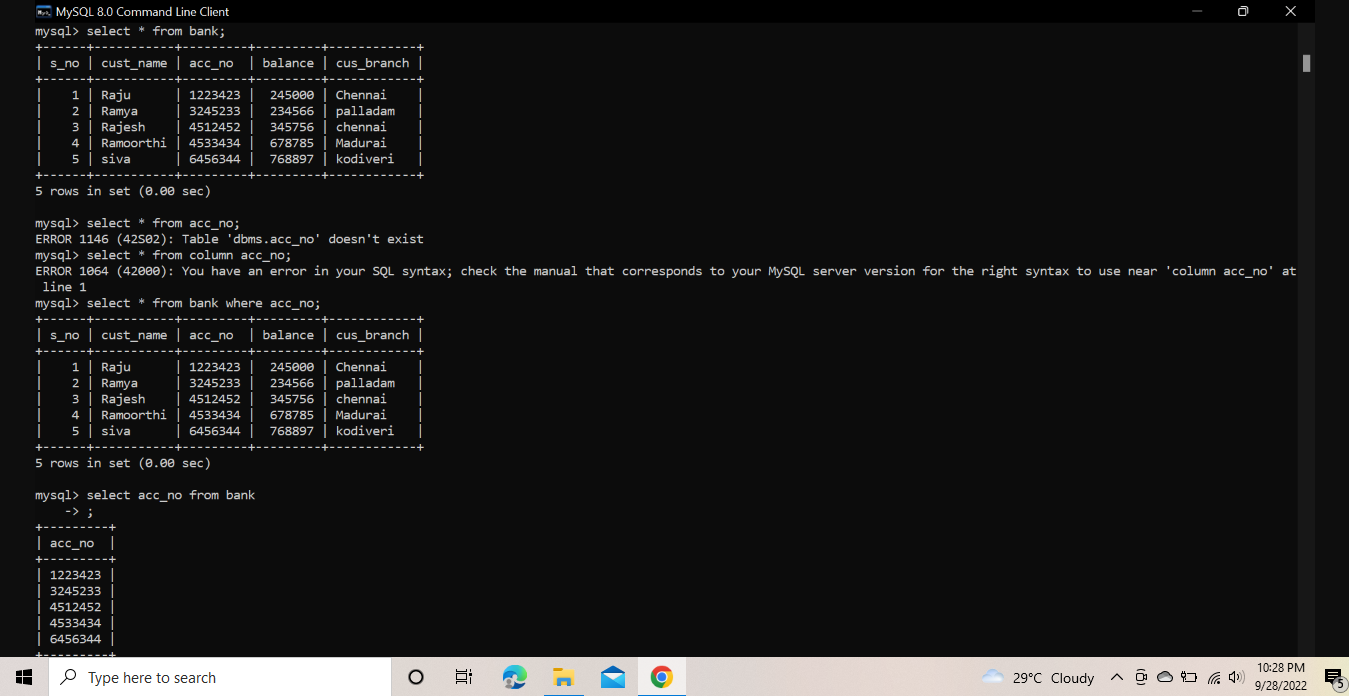 MySQL 8.0 Command Line Client
mysql> select * from bank;
+------+-----------+---------+---------+------------+
| s_no | cust_name | acc_no  | balance | cus_branch |
+------+-----------+---------+---------+------------+
|    1 | Raju      | 1223423 |  245000 | Chennai    |
|    2 | Ramya     | 3245233 |  234566 | palladam   |
|    3 | Rajesh    | 4512452 |  345756 | chennai    |
|    4 | Ramoorthi | 4533434 |  678785 | Madurai    |
|    5 | siva      | 6456344 |  768897 | kodiveri   |
+------+-----------+---------+---------+------------+
5 rows in set (0.00 sec)
mysql> select * from acc_no;
ERROR 1146 (42S02): Table 'dbms.acc_no' doesn't exist
mysql> select * from column acc_no;
ERROR 1064 (42000): You have an error in your SQL syntax; check the manual that corresponds to your MySQL server version for the right syntax to use near 'column acc_no' at
 line 1
mysql> select * from bank where acc_no;
+------+-----------+---------+---------+------------+
| s_no | cust_name | acc_no  | balance | cus_branch |
+------+-----------+---------+---------+------------+
|    1 | Raju      | 1223423 |  245000 | Chennai    |
|    2 | Ramya     | 3245233 |  234566 | palladam   |
|    3 | Rajesh    | 4512452 |  345756 | chennai    |
|    4 | Ramoorthi | 4533434 |  678785 | Madurai    |
|    5 | siva      | 6456344 |  768897 | kodiveri   |
+------+-----------+---------+---------+------------+
5 rows in set (0.00 sec)
mysql> select acc_no from bank
    -> ;
+---------+
| acc_no  |
+---------+
| 1223423 |
| 3245233 |
| 4512452 |
| 4533434 |
| 6456344 |
+---------+
Type here to search
29°C Cloudy
10:28 PM
9/28/2022
5